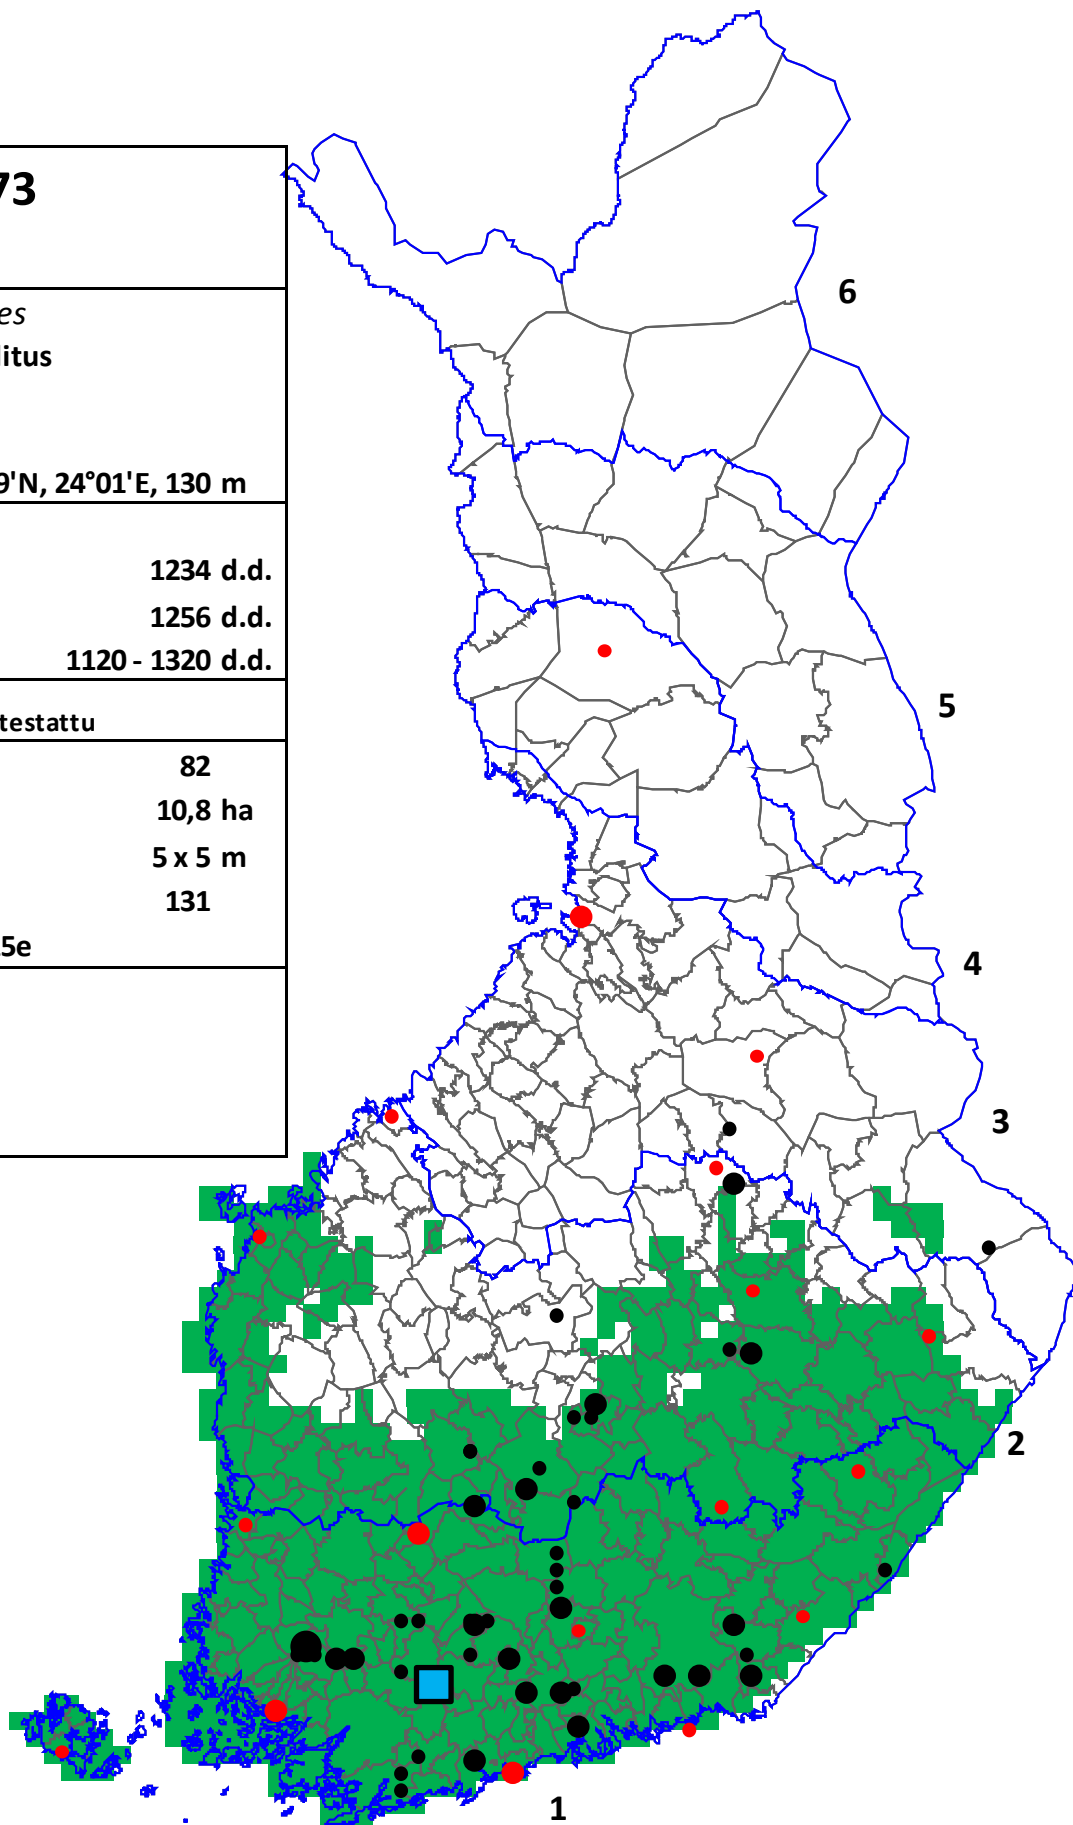 73
es
litus
9'N, 24°01'E, 130 m
1234 d.d.
1256 d.d.
1120 - 1320 d.d.
testattu
82
10,8 ha
5 x 5 m
131
5e
6
5
4
3
2
1